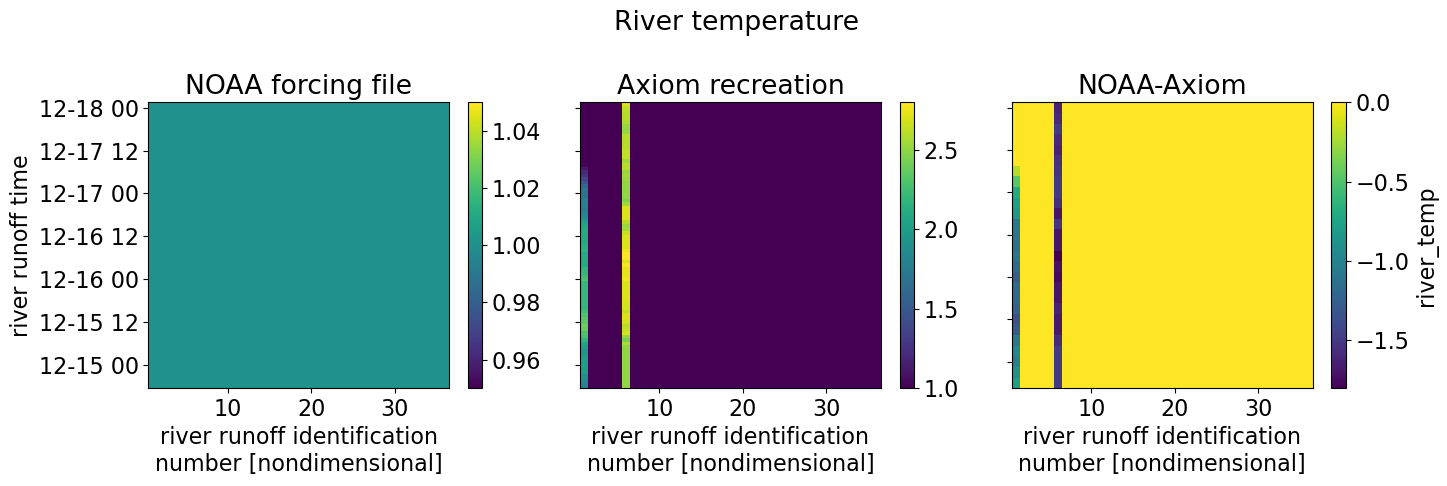 River temperature
NOAA forcing file
Axiom recreation
NOAA-Axiom
river runoff time
12-18 00
12-17 12
12-17 00
12-16 12
12-16 00
12-15 12
12-15 00
10
20
30
river runoff identification
number [nondimensional]
1.04
1.02
1.00
0.98
0.96
10
20
30
river runoff identification
number [nondimensional]
2.5
2.0
1.5
1.0
10
20
30
river runoff identification
number [nondimensional]
0.0
−0.5
−1.0
−1.5
river_temp